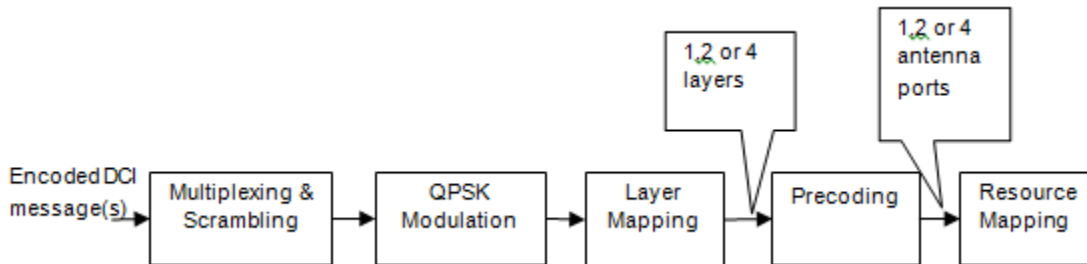 1,2 or 4
layers
1,2 or 4
antenna
ports
Encoded DCI
message(s)
Multiplexing &
Scrambling
QPSK
Modulation
Layer
Mapping
Precoding
Resource
Mapping